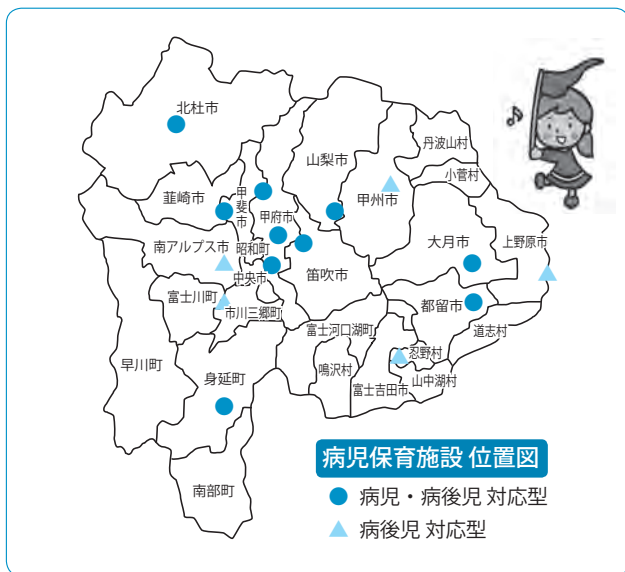 北杜市
丹波山村
山梨市
小菅村
韮崎市
甲斐市
甲州市
甲府市
大月市
上野原市
南アルプス市
昭和町
中央市
笛吹市
富士川町
市川三郷町
都留市
道志村
富士河口湖町
早川町
忍野村
身延町
鳴沢村
富士吉田市
山中湖村
南部町
病児保育施設 位置図
病児・病後児 対応型
病後児 対応型